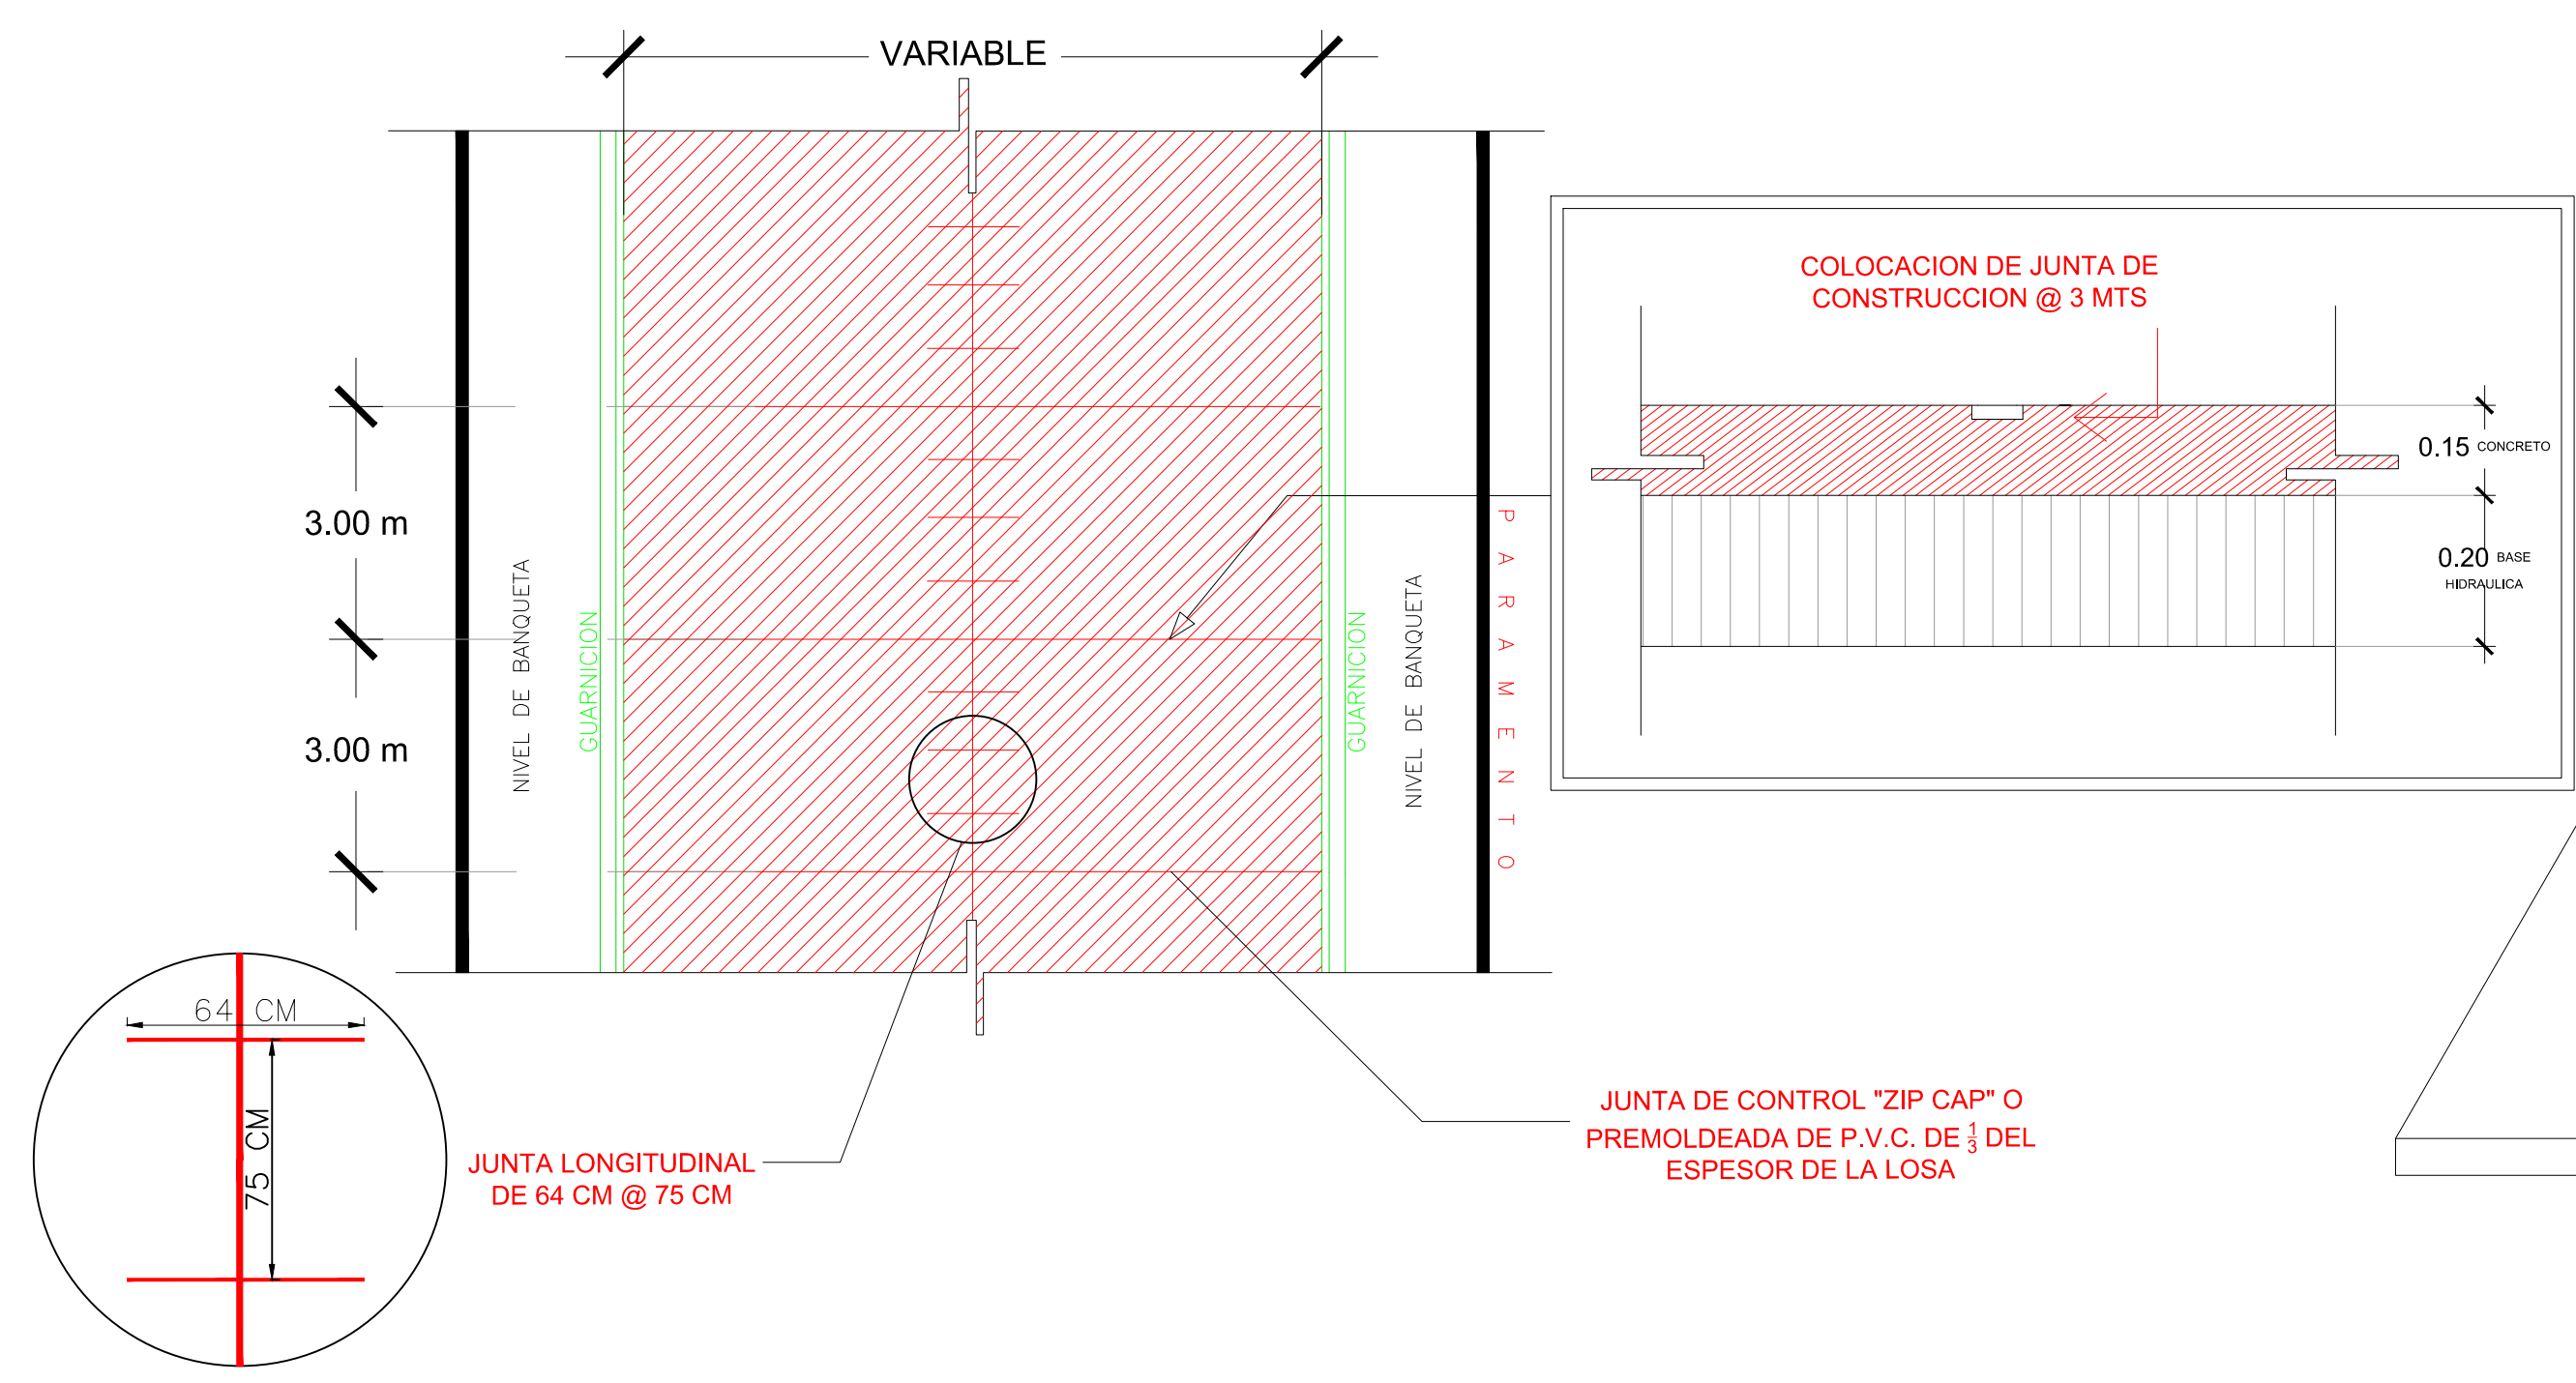 VARIABLE
COLOCACION DE JUNTA DE
CONSTRUCCION @ 3 MTS
0.15 CONCRETO
0.20 BASE
HIDRAULICA
3.00 m
3.00 m
NIVEL DE BANQUETA
GUARNICION
GUARNICION
NIVEL DE BANQUETA
PARAMENTO
64 CM
75 CM
JUNTA LONGITUDINAL
DE 64 CM @ 75 CM
JUNTA DE CONTROL "ZIP CAP" O
PREMOLDEADA DE P.V.C. DE 1/3 DEL
ESPESOR DE LA LOSA